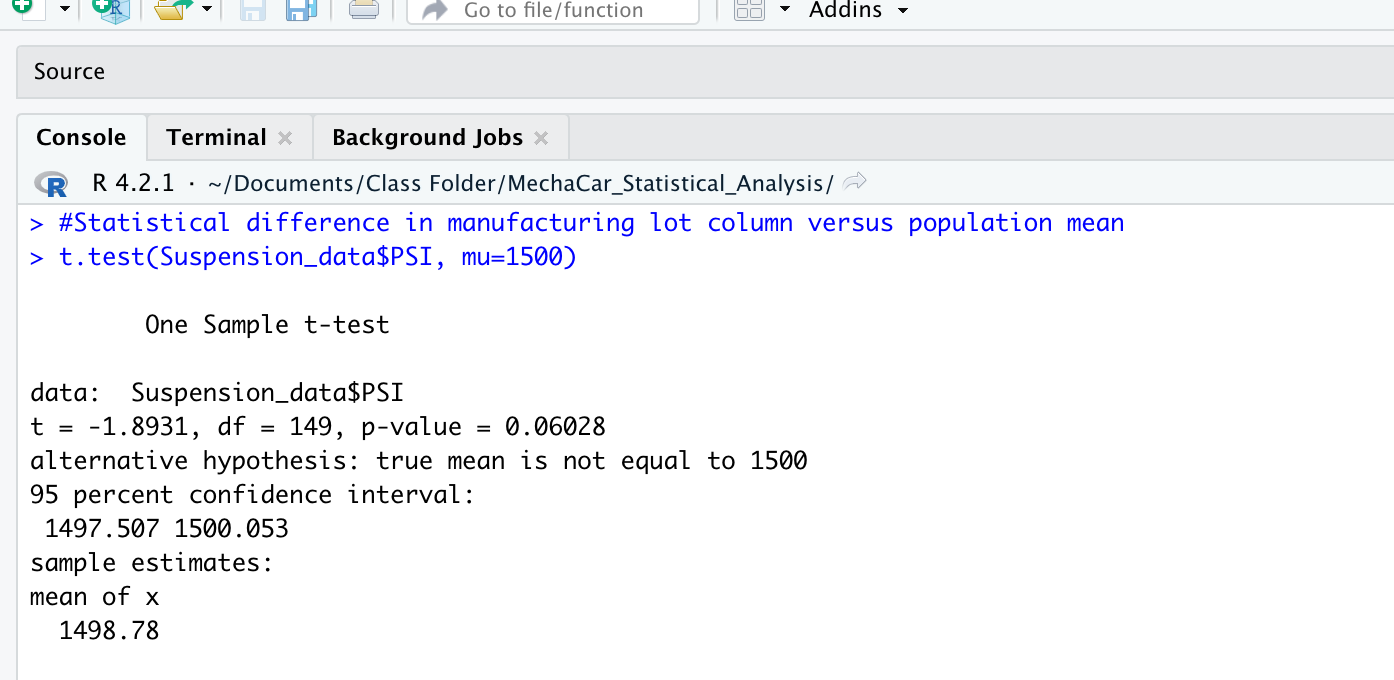 Go to file/function
Addins
Source
Console Terminal Background Jobs
R R 4.2.1 · ~/Documents/Class Folder/MechaCar_Statistical_Analysis/
> #Statistical difference in manufacturing lot column versus population mean
> t.test(Suspension_data$PSI, mu=1500)
One Sample t-test
data:  Suspension_data$PSI
t = -1.8931, df = 149, p-value = 0.06028
alternative hypothesis: true mean is not equal to 1500
95 percent confidence interval:
1497.507 1500.053
sample estimates:
mean of x
1498.78